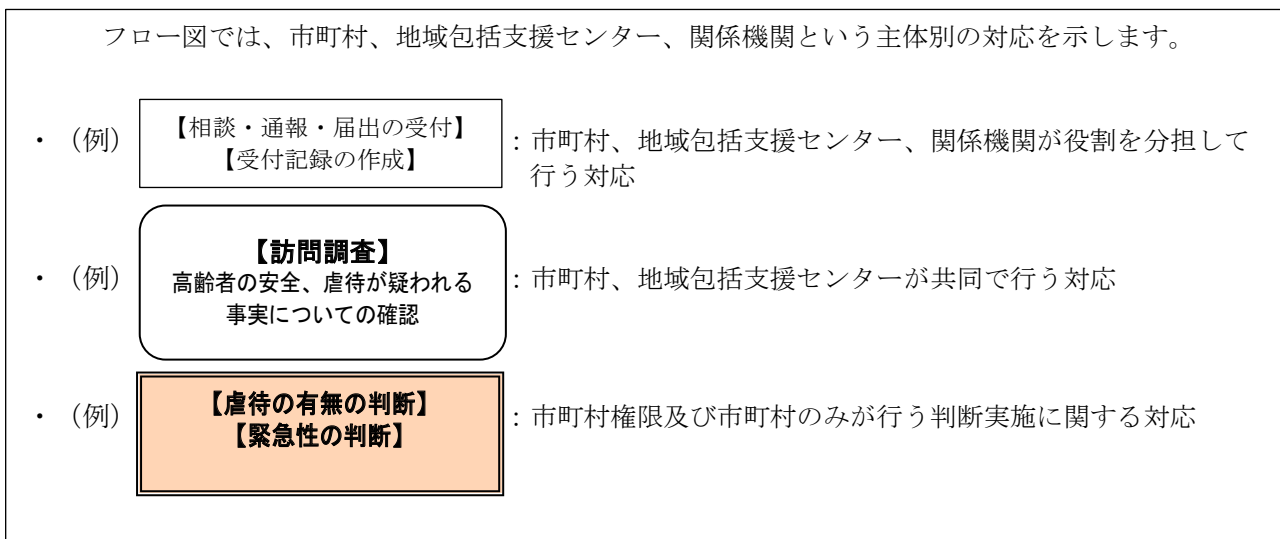 フロー図では、市町村、地域包括支援センター、関係機関という主体別の対応を示します。
・（例）
【相談・通報・届出の受付】
【受付記録の作成】
：市町村、地域包括支援センター、関係機関が役割を分担して
行う対応
・（例）
【訪問調査】
高齢者の安全、虐待が疑われる
事実についての確認
：市町村、地域包括支援センターが共同で行う対応
・（例）
【虐待の有無の判断】
【緊急性の判断】
：市町村権限及び市町村のみが行う判断実施に関する対応